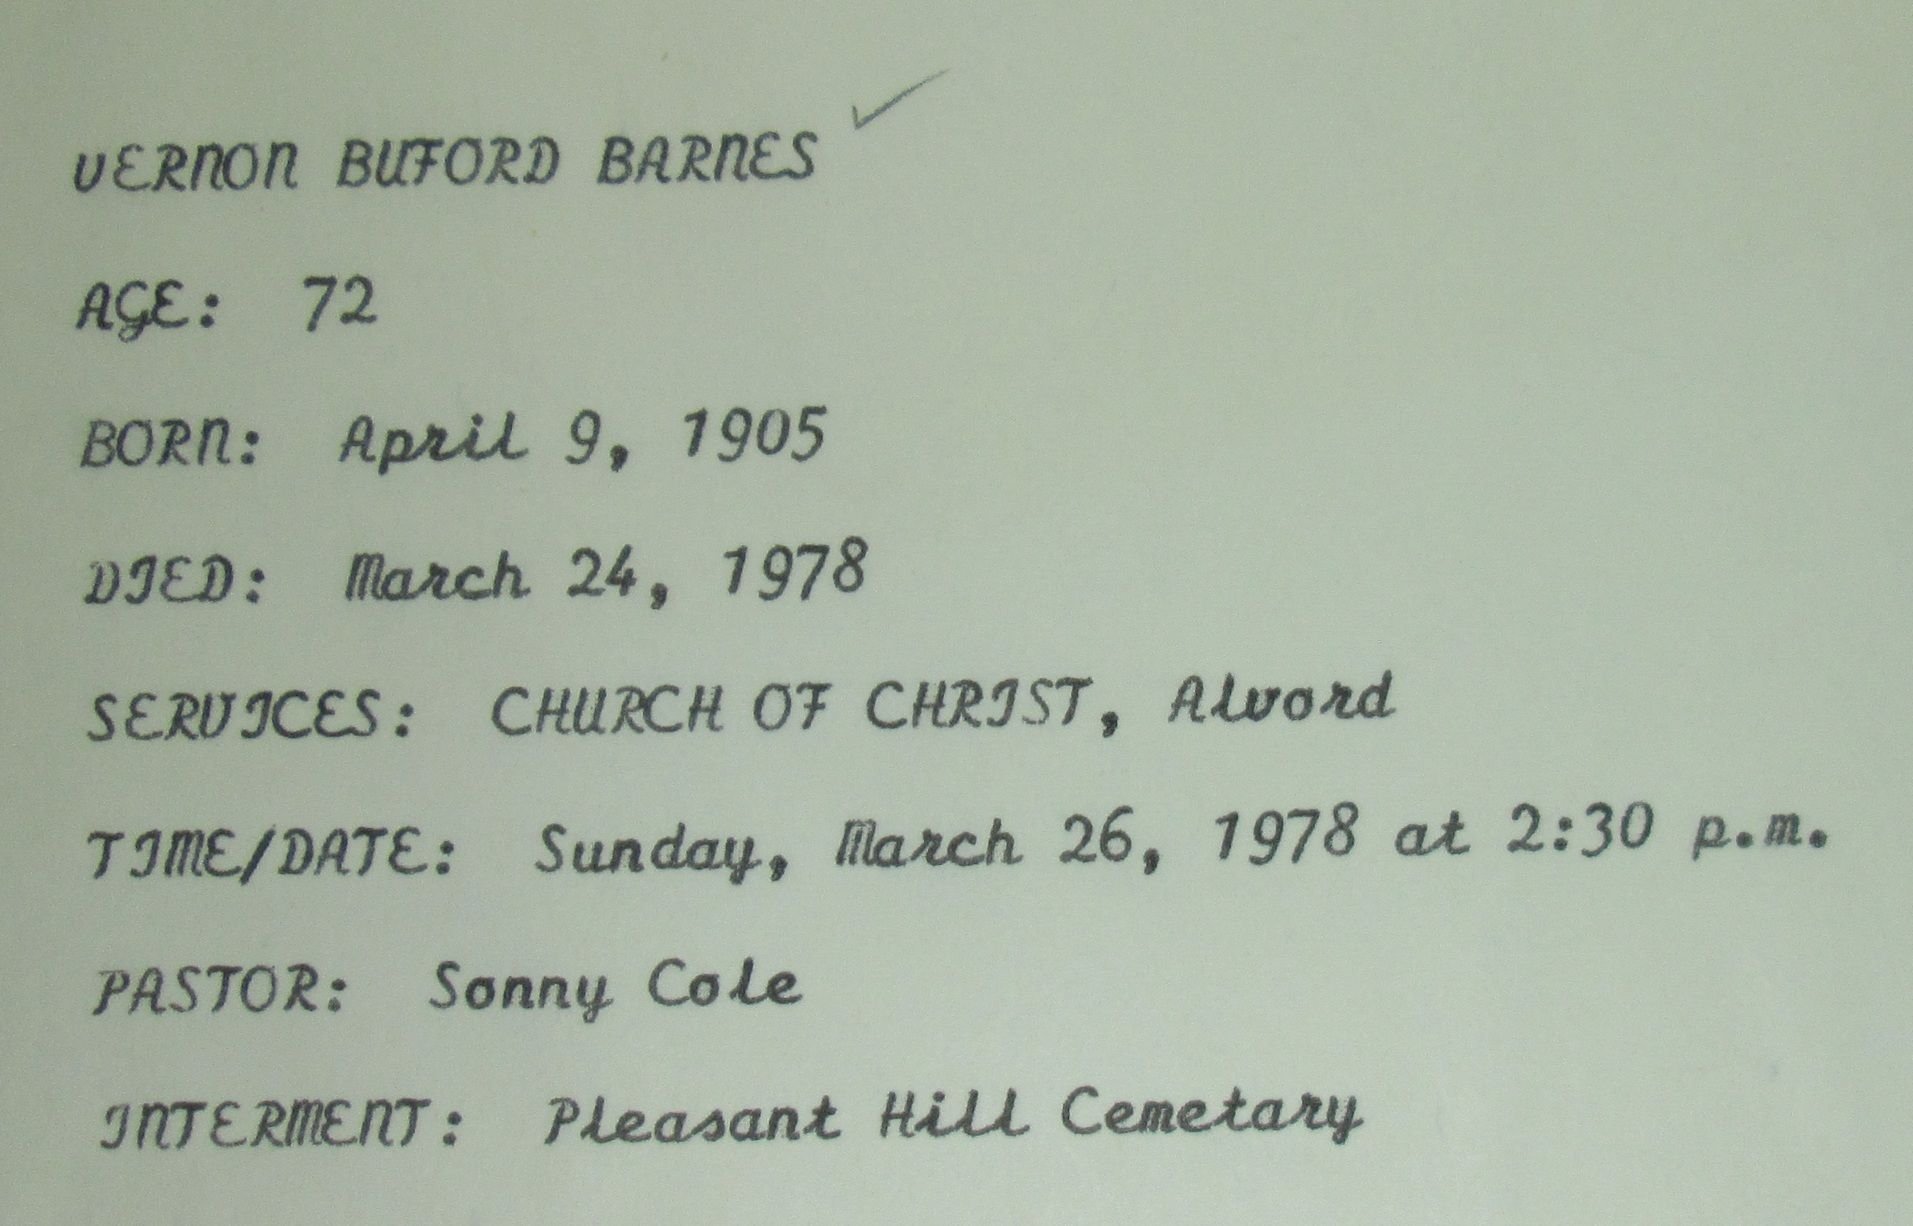 VERNON BUFORD BARNES
AGE: 72
BORN: April 9, 1905
DIED: March 24, 1978
SERVICES: CHURCH OF CHRIST, Alvord
TIME/DATE: Sunday, March 26, 1978 at 2:30 p.m.
PASTOR: Sonny Cole
INTERMENT: Pleasant Hill Cemetary